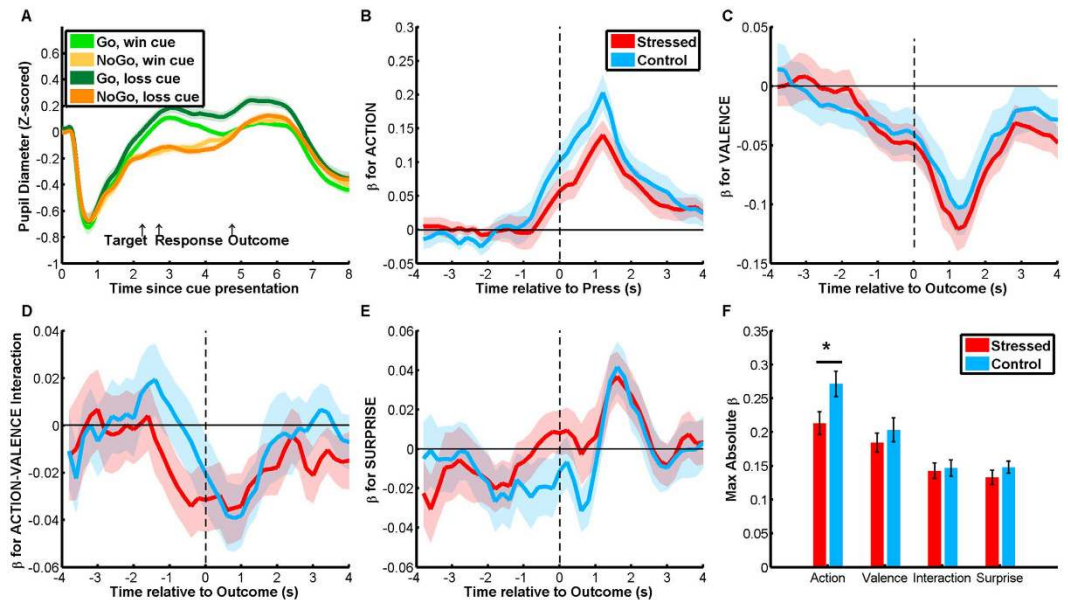 A
Go, win cue
NoGo, win cue
Go, loss cue
NoGo, loss cue
Pupil Diameter (Z-scored)
0.6
0.4
0.2
0
-0.2
-0.4
-0.6
-0.8
-1
↑ ↑ ↑
Target Response Outcome
0 1 2 3 4 5 6 7 8
Time since cue presentation
B
Stressed
Control
β for ACTION
0.3
0.25
0.2
0.15
0.1
0.05
0
-0.05
-4 -3 -2 -1 0 1 2 3 4
Time relative to Press (s)
C
β for VALENCE
0.05
0
-0.05
-0.1
-0.15
-4 -3 -2 -1 0 1 2 3 4
Time relative to Outcome (s)
D
β for ACTION-VALENCE Interaction
0.04
0.02
0
-0.02
-0.04
-0.06
-4 -3 -2 -1 0 1 2 3 4
Time relative to Outcome (s)
E
β for SURPRISE
0.06
0.04
0.02
0
-0.02
-0.04
-0.06
-4 -3 -2 -1 0 1 2 3 4
Time relative to Outcome (s)
F
Stressed
Control
*
Max Absolute β
0.35
0.3
0.25
0.2
0.15
0.1
0.05
0
Action Valence Interaction Surprise